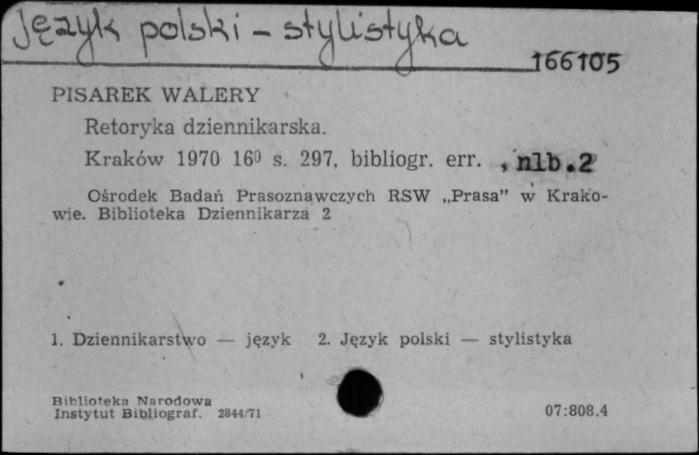 Język polski - stylistyka
166105
PISAREK WALERY
Retoryka dziennikarska.
Kraków 1970 16⁰ s. 297, bibliogr. err. , nlb.2
Ośrodek Badań Prasoznawczych RSW „Prasa” w Krako-
wie. Biblioteka Dziennikarza 2
1. Dziennikarstwo — język 2. Język polski — stylistyka
Biblioteka Narodowa
Instytut Bibliograf. 2844/71
07:808.4